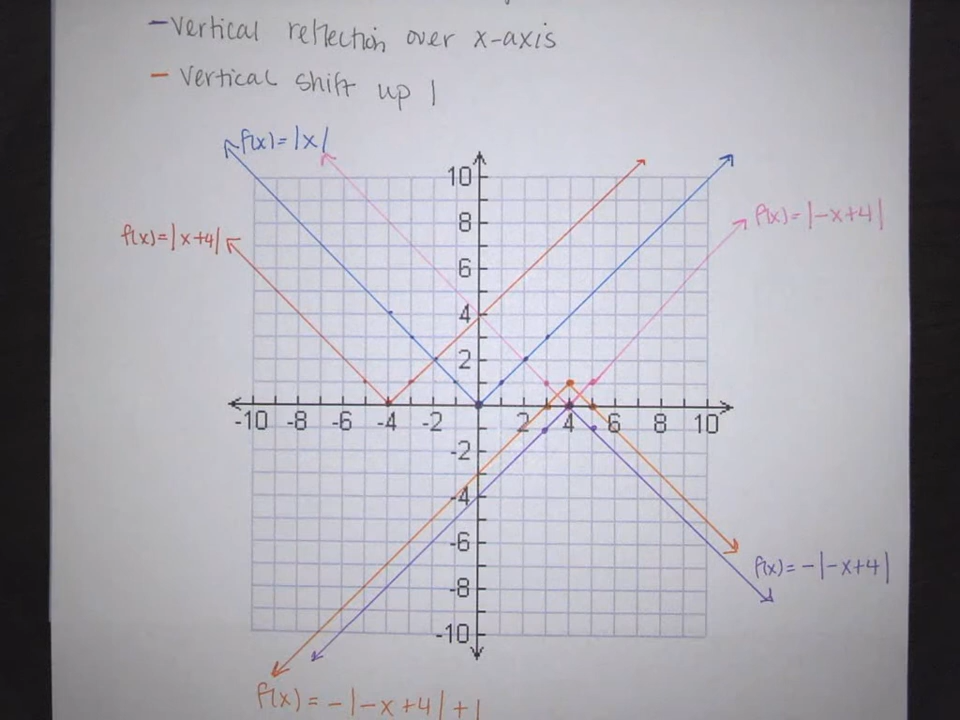 - Vertical reflection over x-axis
- Vertical shift up 1
f(x)=|x|
f(x)=|-x+4|
f(x)=|x+4|
10
8
6
4
2
-10 -8 -6 -4 -2 2 4 6 8 10
-2
-4
-6
-8
-10
f(x)=-|-x+4|
f(x)=-|-x+4|+1